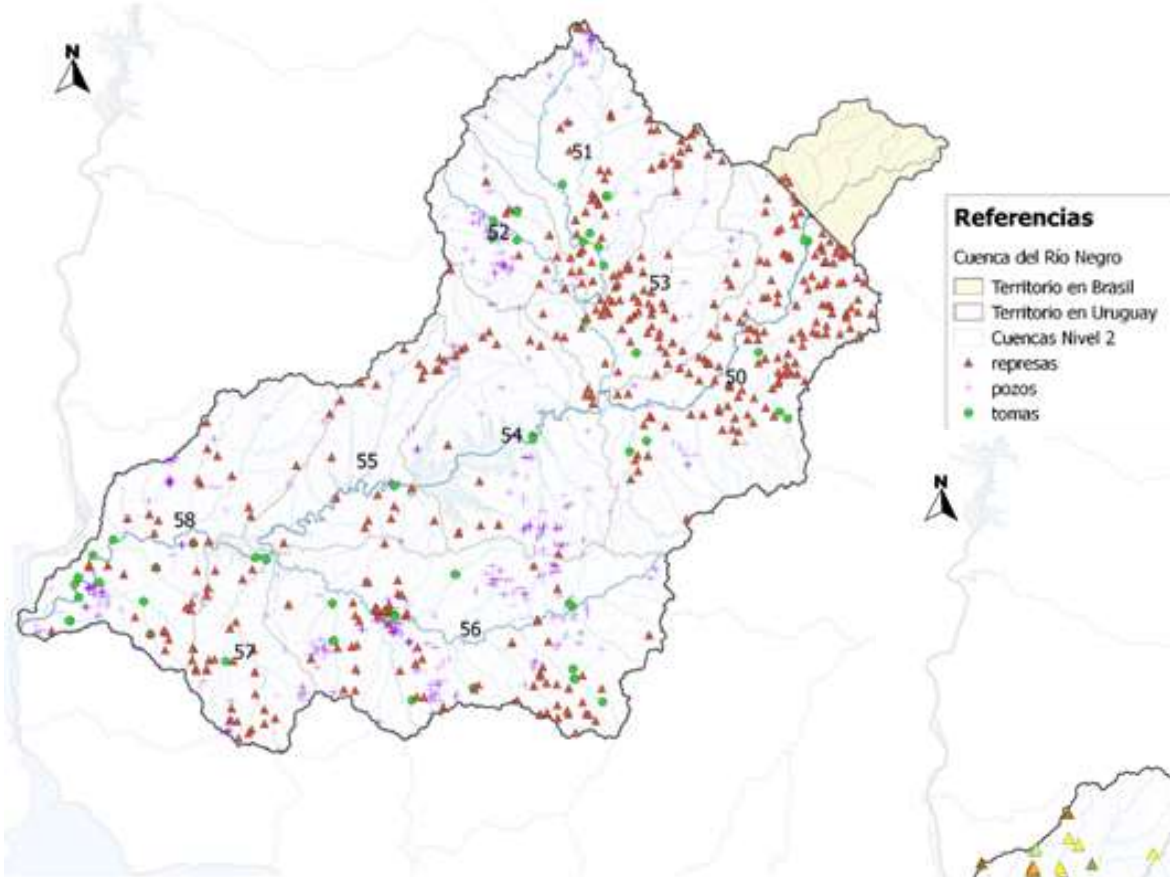 N
51
52
53
50
54
55
58
56
57
Referencias
Cuenca del Río Negro
Territorio en Brasil
Territorio en Uruguay
Cuencas Nivel 2
represas
pozos
tomas
N